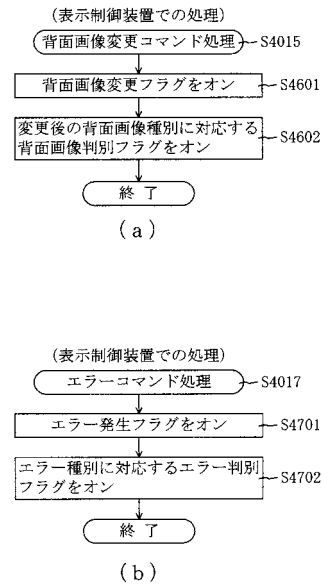 (表示制御装置での処理)
背面画像変更コマンド処理 S4015
背面画像変更フラグをオン S4601
変更後の背面画像種別に対応する
背面画像判別フラグをオン S4602
終了
(a)
(表示制御装置での処理)
エラーコマンド処理 S4017
エラー発生フラグをオン S4701
エラー種別に対応するエラー判別
フラグをオン S4702
終了
(b)